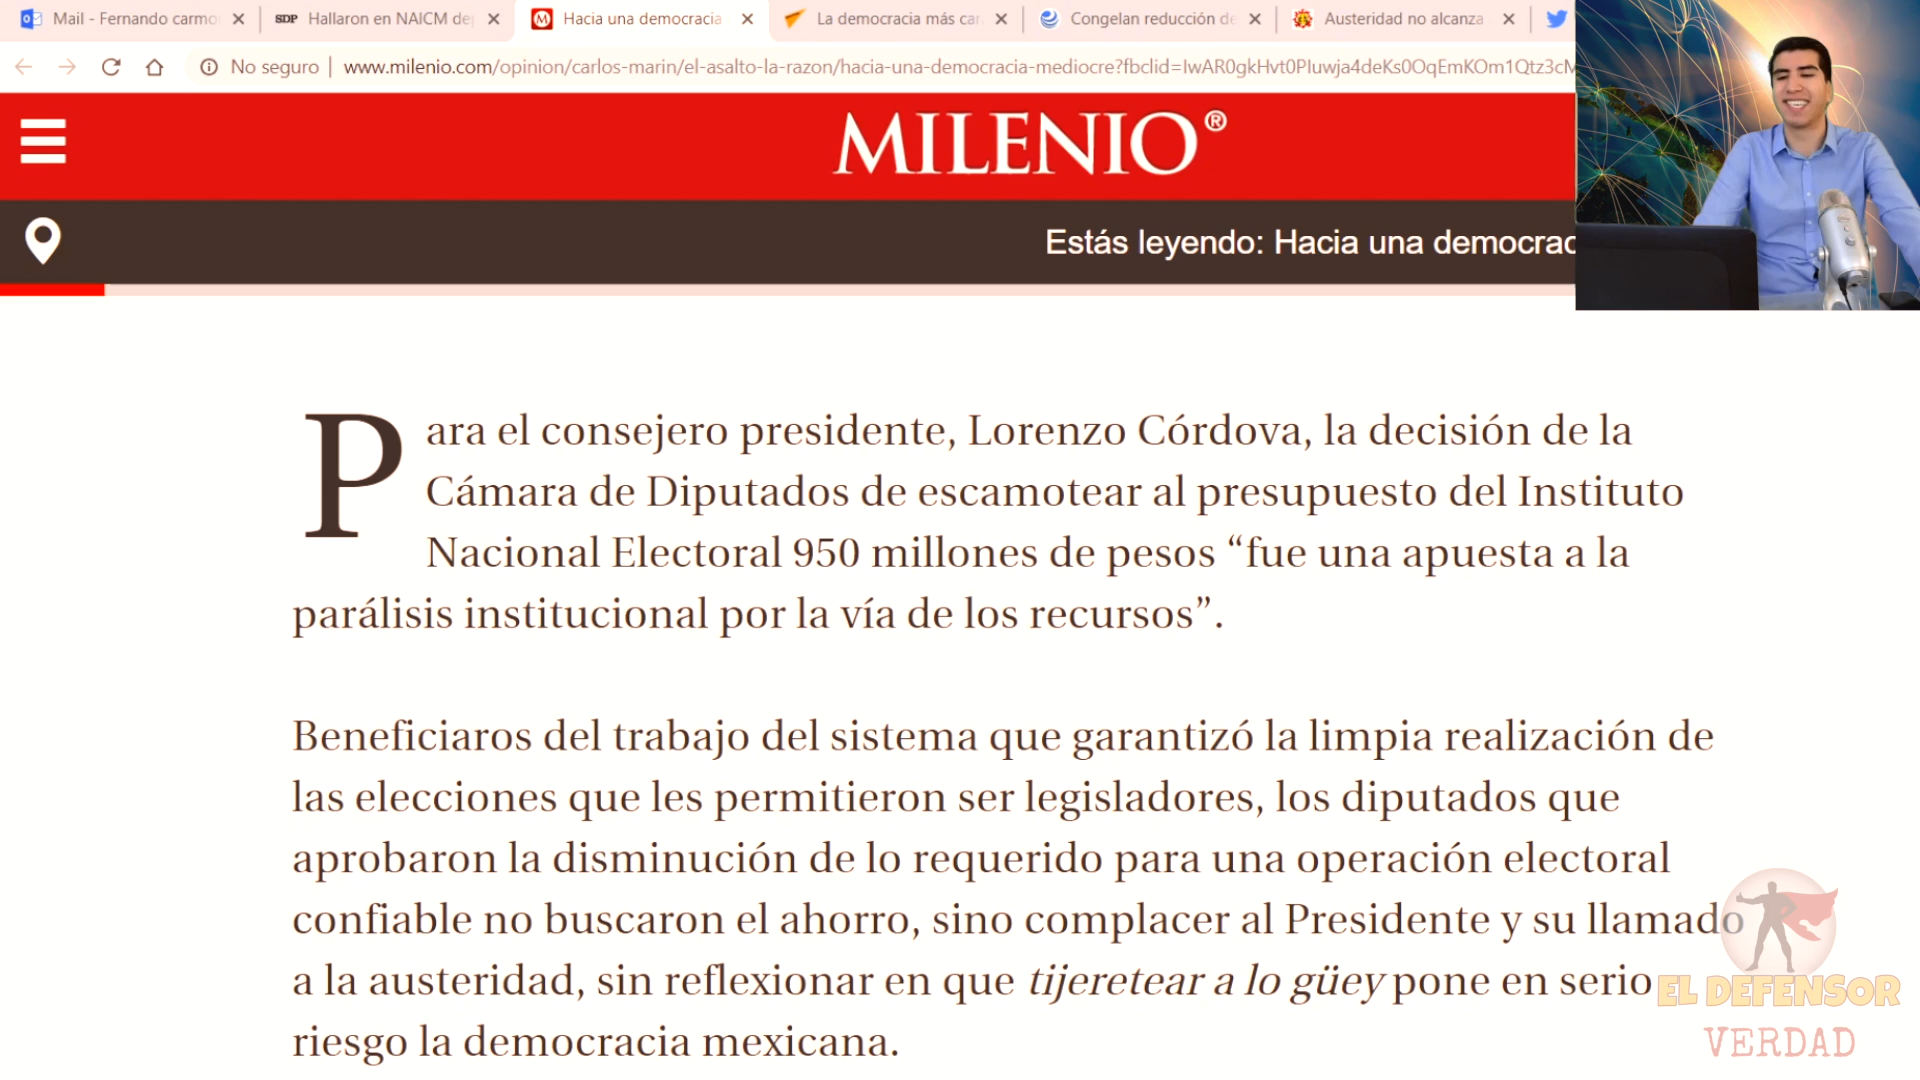 Mail - Fernando carmo
SDP Hallaron en NAICM de
Hacia una democracia
La democracia más car
Congelan reducción de
Austeridad no alcanza
No seguro | www.milenio.com/opinion/carlos-marin/el-asalto-la-razon/hacia-una-democracia-mediocre?fbclid=IwAR0gkHvt0PIuwja4deKs0OqEmKOm1Qtz3cM
MILENIO®
Estás leyendo: Hacia una democrac
Para el consejero presidente, Lorenzo Córdova, la decisión de la
Cámara de Diputados de escamotear al presupuesto del Instituto
Nacional Electoral 950 millones de pesos “fue una apuesta a la
parálisis institucional por la vía de los recursos”.
Beneficiaros del trabajo del sistema que garantizó la limpia realización de
las elecciones que les permitieron ser legisladores, los diputados que
aprobaron la disminución de lo requerido para una operación electoral
confiable no buscaron el ahorro, sino complacer al Presidente y su llamado
a la austeridad, sin reflexionar en que tijeretear a lo güey pone en serio
riesgo la democracia mexicana.
EL DEFENSOR
VERDAD